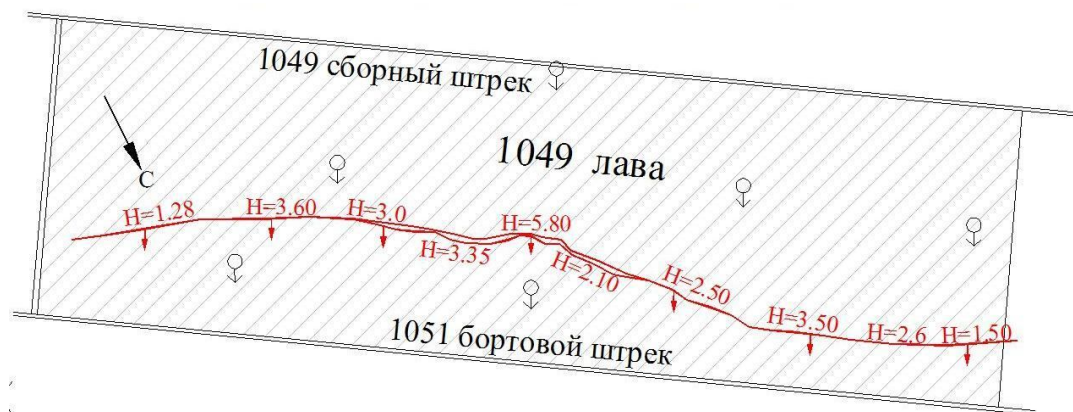 1049 сборный штрек
1049 лава
С
H=1.28
H=3.60
H=3.0
H=3.35
H=5.80
H=2.10
H=2.50
H=3.50
H=2.6
H=1.50
1051 бортовой штрек